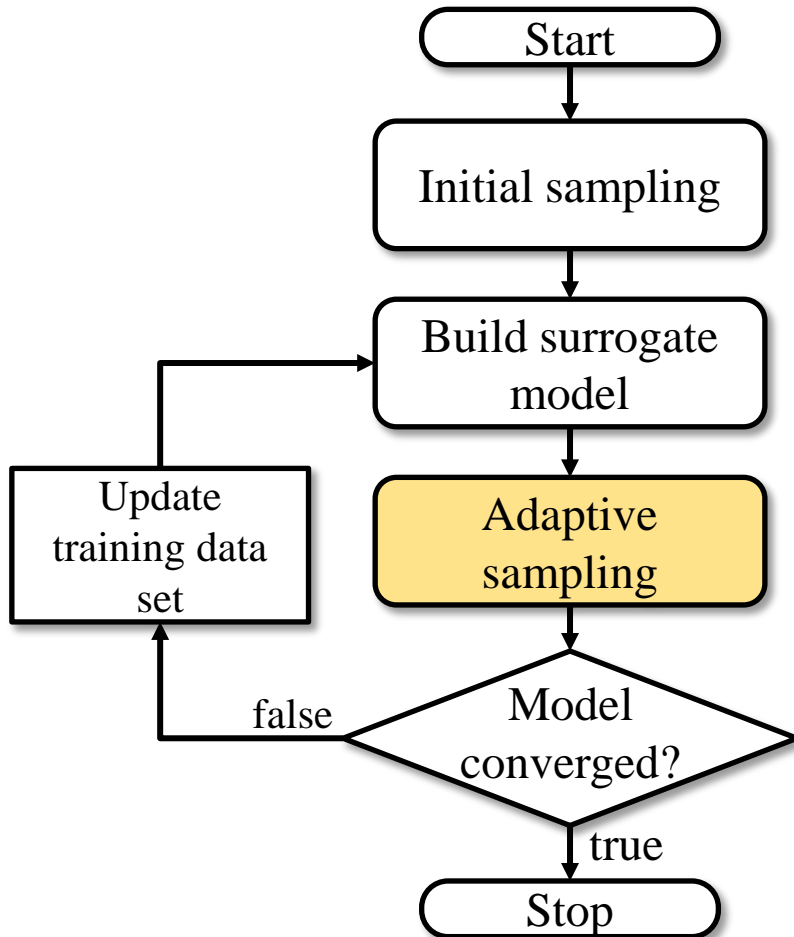 Start
Initial sampling
Build surrogate
model
Update
training data
set
Adaptive
sampling
false
Model
converged?
true
Stop